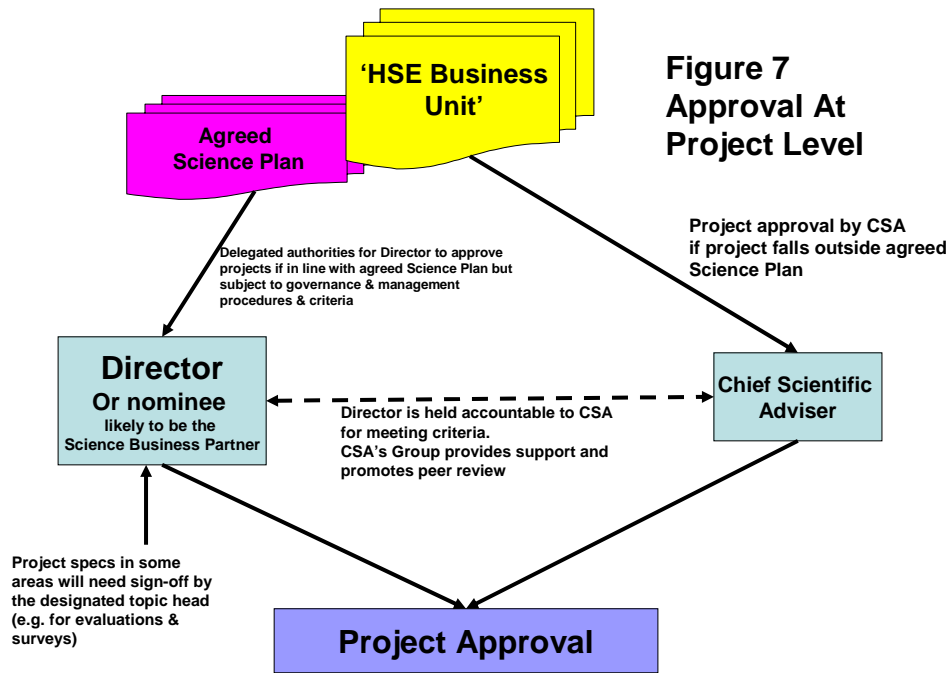 ‘HSE Business
Unit’
Figure 7
Approval At
Project Level
Agreed
Science Plan
Project approval by CSA
if project falls outside agreed
Science Plan
Delegated authorities for Director to approve
projects if in line with agreed Science Plan but
subject to governance & management
procedures & criteria
Director
Or nominee
likely to be the
Science Business Partner
Chief Scientific
Adviser
Director is held accountable to CSA
for meeting criteria.
CSA’s Group provides support and
promotes peer review
Project specs in some
areas will need sign-off by
the designated topic head
(e.g. for evaluations &
surveys)
Project Approval